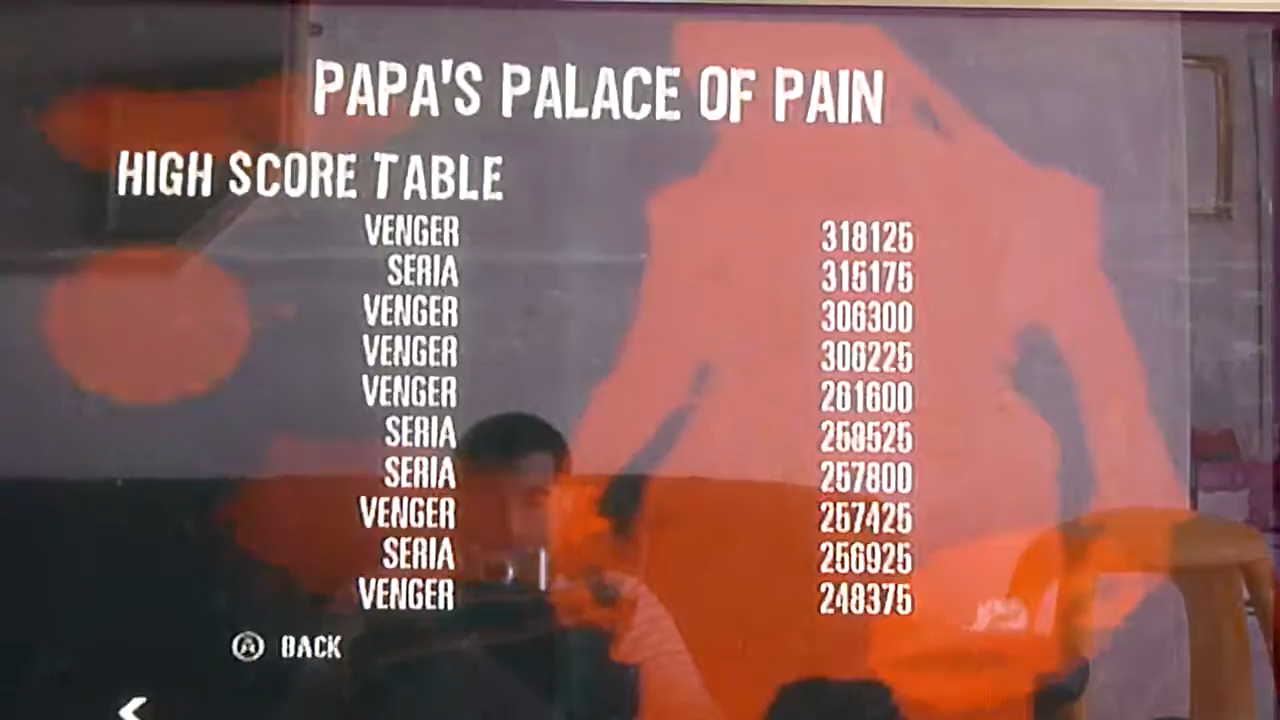 PAPA'S PALACE OF PAIN
HIGH SCORE TABLE
VENGER 318125
SERIA 315175
VENGER 306300
VENGER 306225
VENGER 261600
SERIA 258525
SERIA 257800
VENGER 257425
SERIA 256925
VENGER 248375
Ⓐ BACK